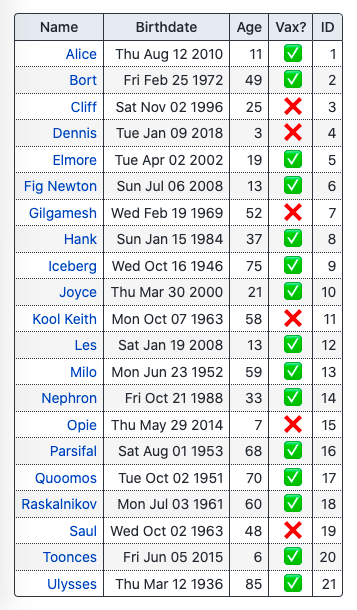 Name Birthdate Age Vax? ID
Alice Thu Aug 12 2010 11 ✅ 1
Bort Fri Feb 25 1972 49 ✅ 2
Cliff Sat Nov 02 1996 25 ❌ 3
Dennis Tue Jan 09 2018 3 ❌ 4
Elmore Tue Apr 02 2002 19 ✅ 5
Fig Newton Sun Jul 06 2008 13 ✅ 6
Gilgamesh Wed Feb 19 1969 52 ❌ 7
Hank Sun Jan 15 1984 37 ✅ 8
Iceberg Wed Oct 16 1946 75 ✅ 9
Joyce Thu Mar 30 2000 21 ✅ 10
Kool Keith Mon Oct 07 1963 58 ❌ 11
Les Sat Jan 19 2008 13 ✅ 12
Milo Mon Jun 23 1952 59 ✅ 13
Nephron Fri Oct 21 1988 33 ✅ 14
Opie Thu May 29 2014 7 ❌ 15
Parsifal Sat Aug 01 1953 68 ✅ 16
Quoomos Tue Oct 02 1951 70 ✅ 17
Raskalnikov Mon Jul 03 1961 60 ✅ 18
Saul Wed Oct 02 1963 48 ❌ 19
Toonces Fri Jun 05 2015 6 ✅ 20
Ulysses Thu Mar 12 1936 85 ✅ 21